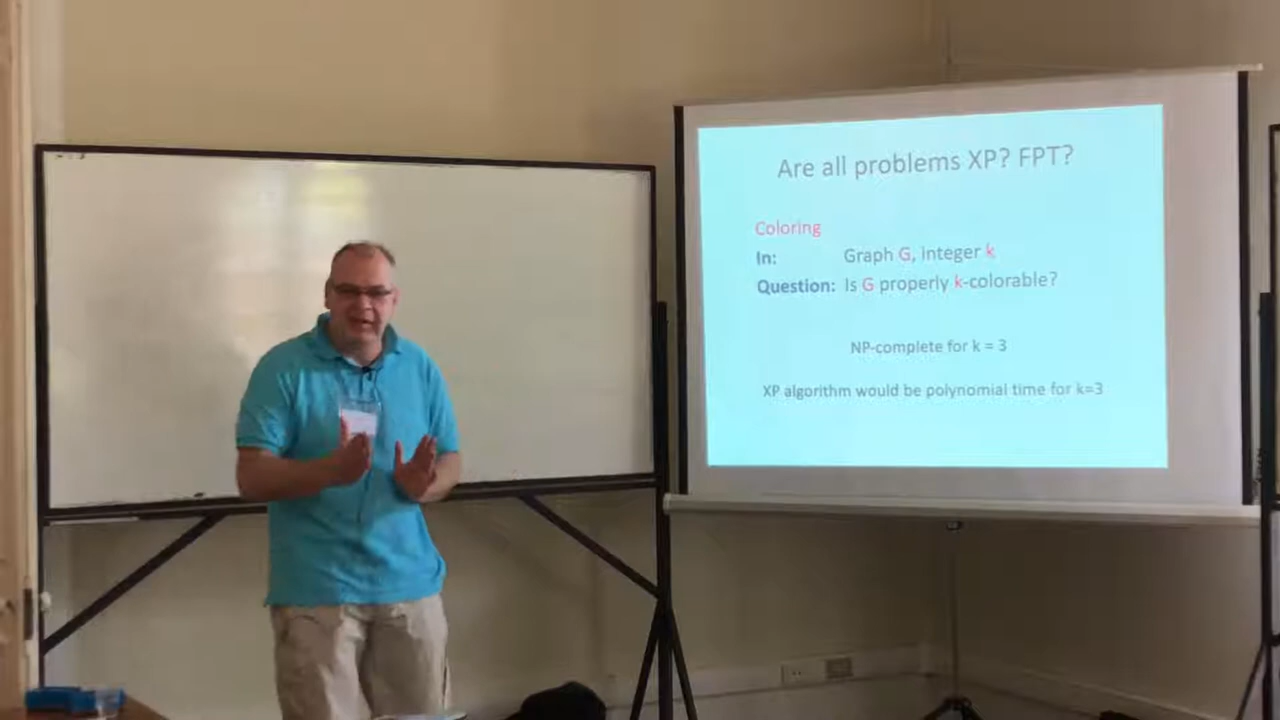 Are all problems XP? FPT?
Coloring
In: Graph G, integer k
Question: Is G properly k-colorable?
NP-complete for k = 3
XP algorithm would be polynomial time for k=3